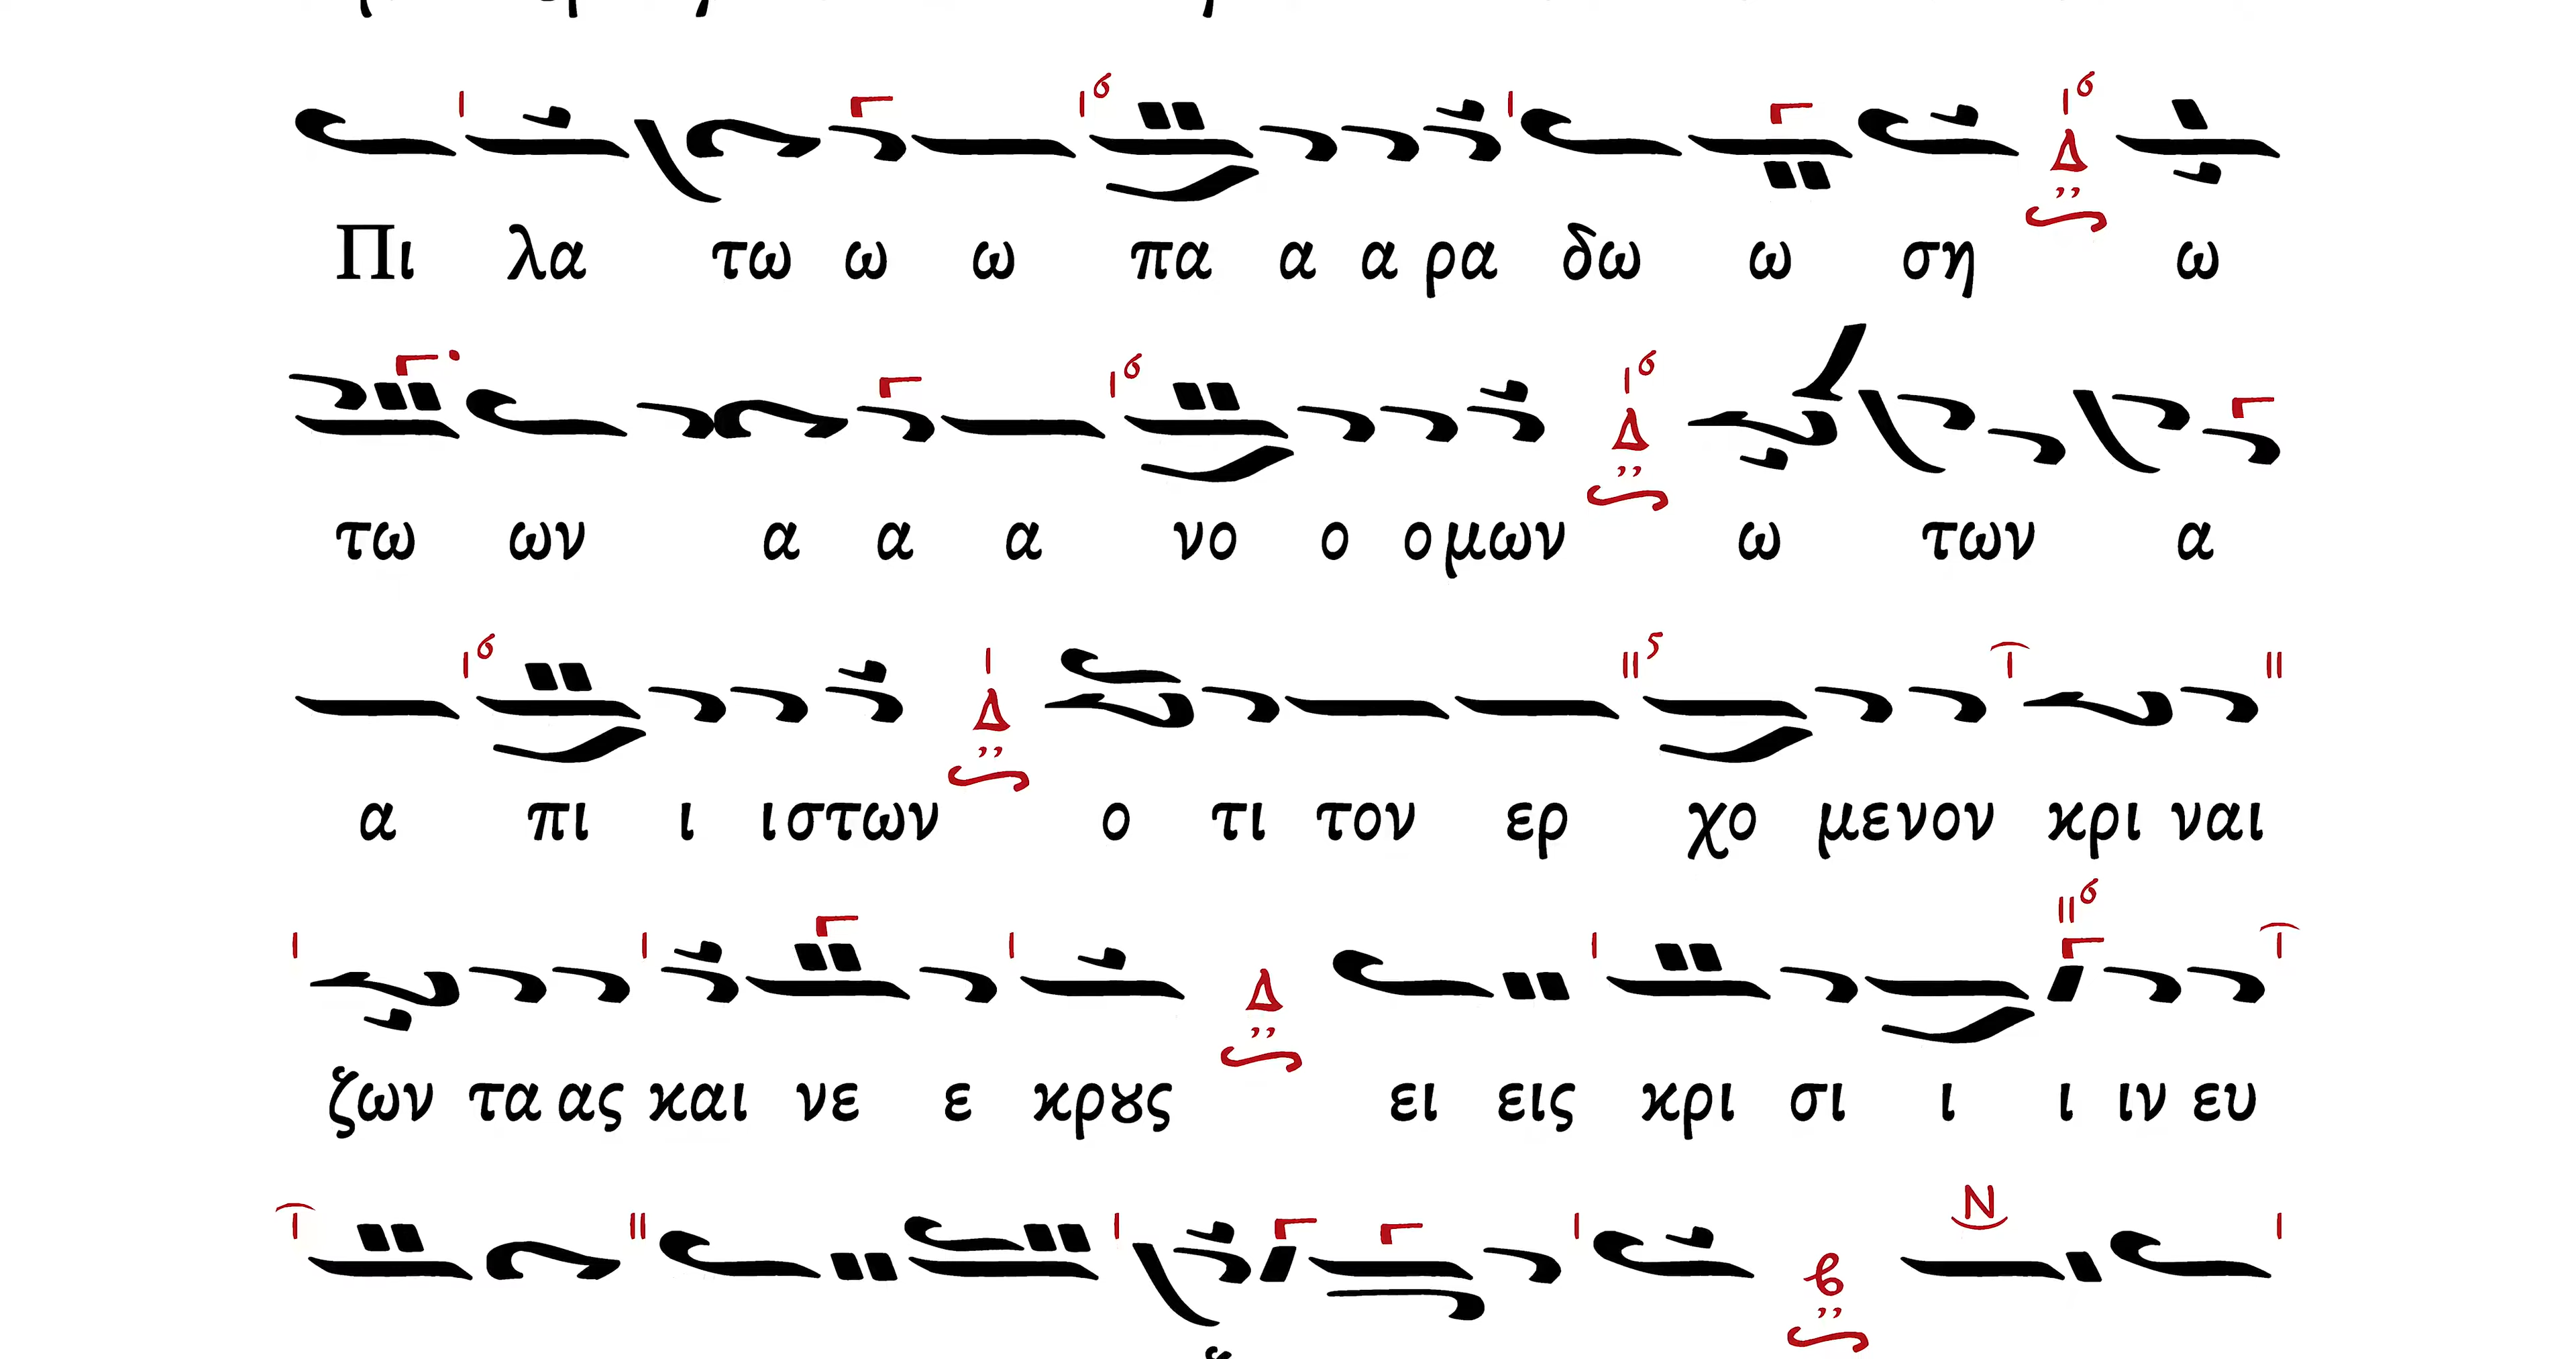 Πι λα τω ω ω πα α α ρα δω ω ση ω
τω ων α α α νο ο ομων ω των α
α πι ι ιστων ο τι τον ερ χο μενον κρι ναι
ζων τα ας και νε ε κρȣς ει εις κρι σι ι ι ιν ευ